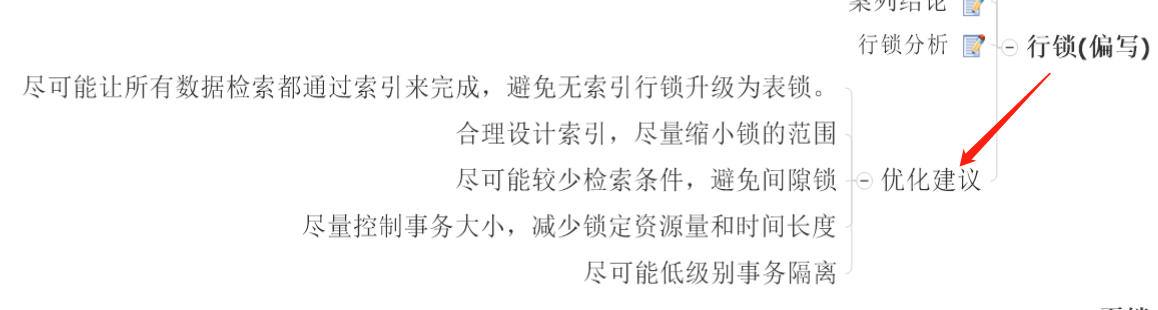 案列结论
行锁分析
行锁(偏写)
尽可能让所有数据检索都通过索引来完成，避免无索引行锁升级为表锁。
合理设计索引，尽量缩小锁的范围
尽可能较少检索条件，避免间隙锁
优化建议
尽量控制事务大小，减少锁定资源量和时间长度
尽可能低级别事务隔离